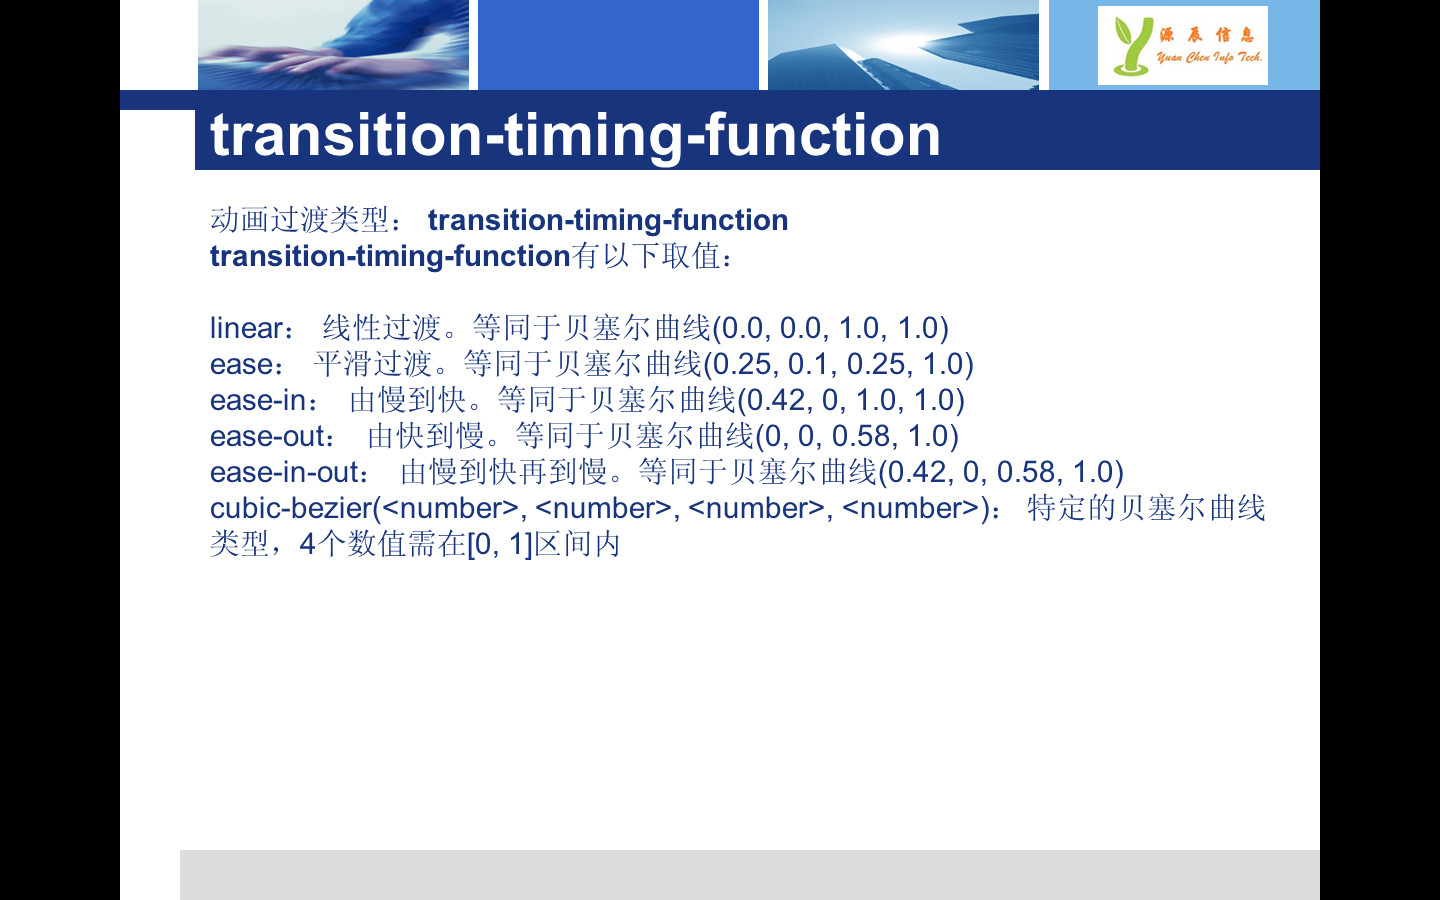 源辰信息
Yuan Chen Info Tech.
transition-timing-function
动画过渡类型： transition-timing-function
transition-timing-function有以下取值：
linear： 线性过渡。等同于贝塞尔曲线(0.0, 0.0, 1.0, 1.0)
ease： 平滑过渡。等同于贝塞尔曲线(0.25, 0.1, 0.25, 1.0)
ease-in： 由慢到快。等同于贝塞尔曲线(0.42, 0, 1.0, 1.0)
ease-out： 由快到慢。等同于贝塞尔曲线(0, 0, 0.58, 1.0)
ease-in-out： 由慢到快再到慢。等同于贝塞尔曲线(0.42, 0, 0.58, 1.0)
cubic-bezier(<number>, <number>, <number>, <number>)： 特定的贝塞尔曲线
类型，4个数值需在[0, 1]区间内